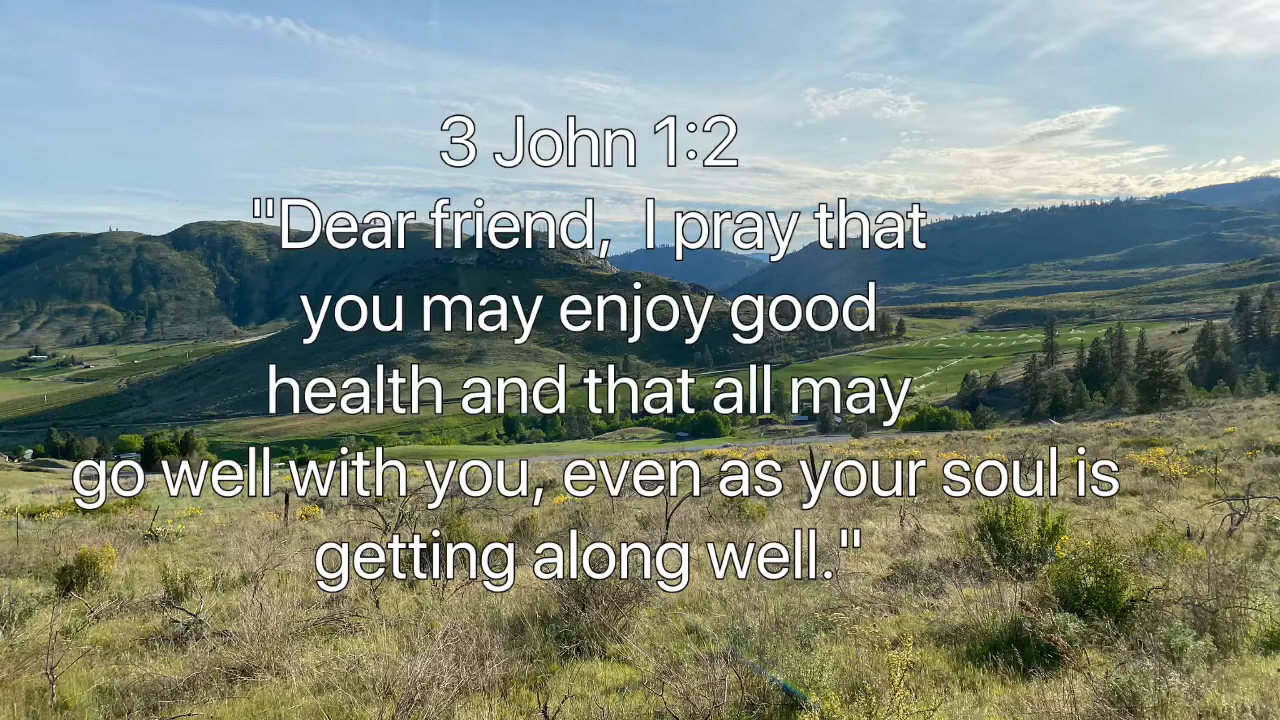 3 John 1:2
"Dear friend, I pray that
you may enjoy good
health and that all may
go well with you, even as your soul is
getting along well."